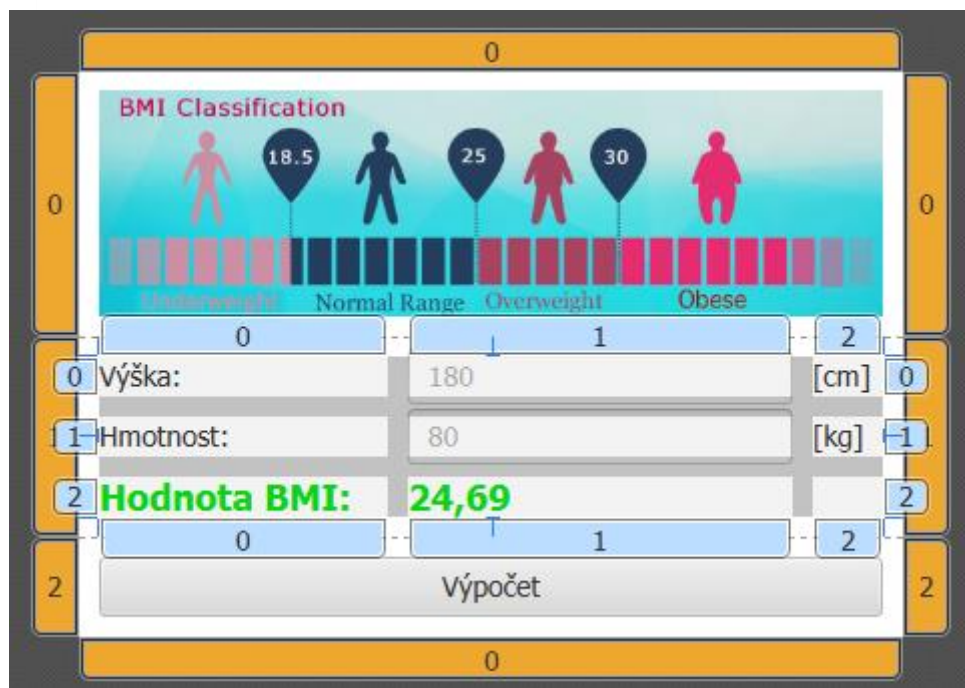 0
BMI Classification
18.5 25 30
0 0
Underweight Normal Range Overweight Obese
0 1 2
0 Výška: 180 [cm] 0
1 Hmotnost: 80 [kg] 1
2 Hodnota BMI: 24,69 2
0 1 2
2 Výpočet 2
0